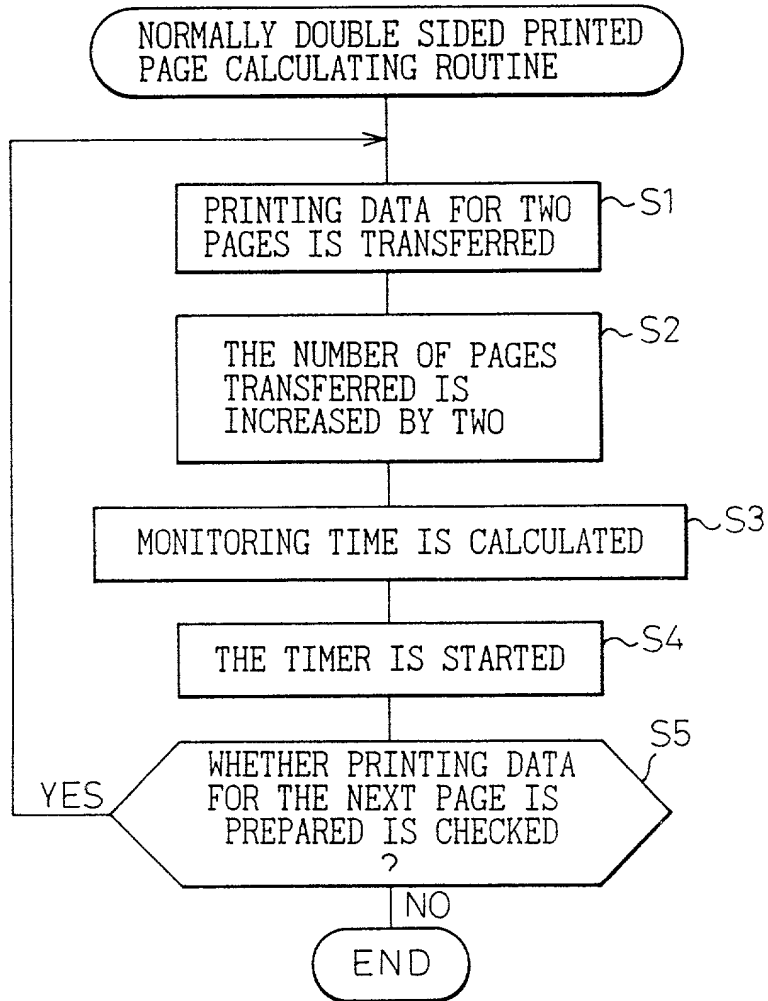 NORMALLY DOUBLE SIDED PRINTED
PAGE CALCULATING ROUTINE
PRINTING DATA FOR TWO
PAGES IS TRANSFERRED
S1
THE NUMBER OF PAGES
TRANSFERRED IS
INCREASED BY TWO
S2
MONITORING TIME IS CALCULATED
S3
THE TIMER IS STARTED
S4
WHETHER PRINTING DATA
FOR THE NEXT PAGE IS
PREPARED IS CHECKED
?
S5
YES
NO
END